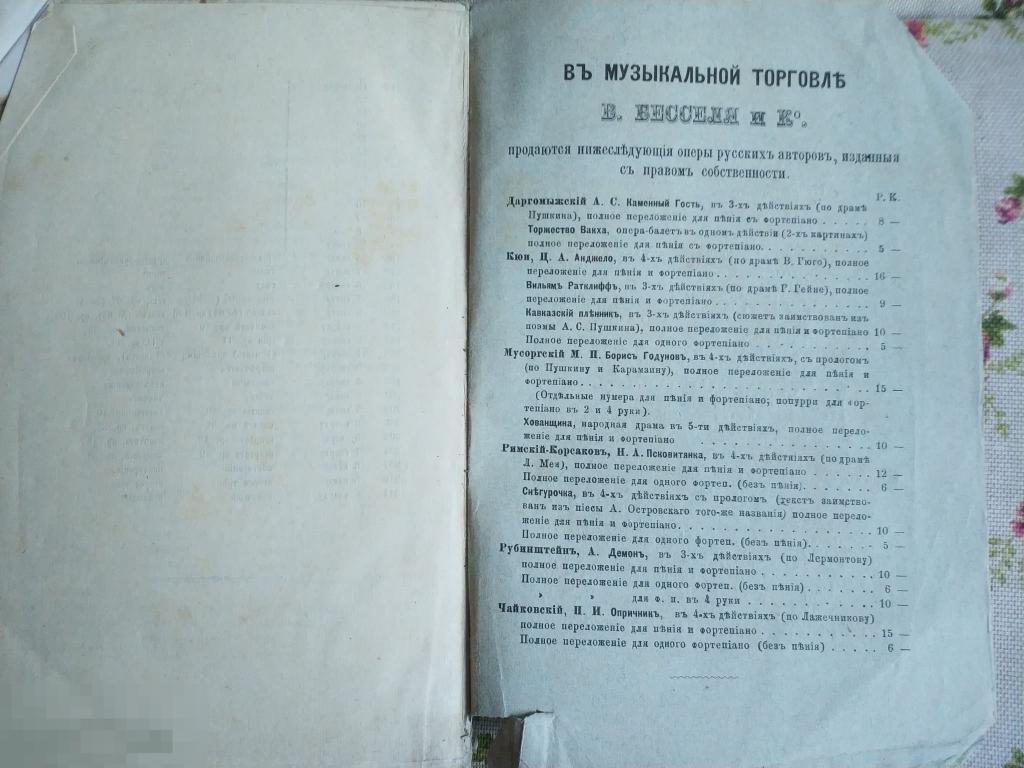 ВЪ МУЗЫКАЛЬНОЙ ТОРГОВЛѢ
В. БЕССЕЛЯ и Ко.
продаются нижеслѣдующія оперы русскихъ авторовъ, изданныя
съ правомъ собственности.
Р. К.
Даргомыжскій А. С. Каменный Гость, въ 3-хъ дѣйствіяхъ (по драмѣ
Пушкина), полное переложеніе для пѣнія съ фортепіано . . . . . 8 —
Торжество Вакха, опера-балетъ въ одномъ дѣйствіи (2-хъ картинахъ)
полное переложеніе для пѣнія съ фортепіано. . . . . . . . . . 5 —
Кюи, Ц. А. Анджело, въ 4-хъ дѣйствіяхъ (по драмѣ В. Гюго), полное
переложеніе для пѣнія и фортепіано . . . . . . . . . . . . . 16 —
Вильямъ Ратклиффъ, въ 3-хъ дѣйствіяхъ (по драмѣ Г. Гейне), полное
переложеніе для пѣнія и фортепіано . . . . . . . . . . . . . 9 —
Кавказскій плѣнникъ, въ 3-хъ дѣйствіяхъ (сюжетъ заимствованъ изъ
поэмы А. С. Пушкина), полное переложеніе для пѣнія и фортепіано 10 —
Полное переложеніе для одного фортепіано . . . . . . . . . . 5 —
Мусоргскій М. П. Борисъ Годуновъ, въ 4-хъ дѣйствіяхъ, съ прологомъ
(по Пушкину и Карамзину), полное переложеніе для пѣнія и
фортепіано. . . . . . . . . . . . . . . . . . . . . . . . . 15 —
(Отдѣльные нумера для пѣнія и фортепіано; попурри для фор-
тепіано въ 2 и 4 руки).
Хованщина, народная драма въ 5-ти дѣйствіяхъ, полное перело-
женіе для пѣнія и фортепіано . . . . . . . . . . . . . . . . 10 —
Римскій-Корсаковъ, Н. А. Псковитянка, въ 4-хъ дѣйствіяхъ (по драмѣ
Л. Мея), полное переложеніе для пѣнія и фортепіано . . . . . . 12 —
Полное переложеніе для одного фортеп. (безъ пѣнія). . . . . . . 6 —
Снѣгурочка, въ 4-хъ дѣйствіяхъ съ прологомъ (текстъ заимство-
ванъ изъ піесы А. Островскаго того-же названія) полное перело-
женіе для пѣнія и фортепіано. . . . . . . . . . . . . . . . . 10 —
Полное переложеніе для одного фортеп. (безъ пѣнія). . . . . . . 5 —
Рубинштейнъ, А. Демонъ, въ 3-хъ дѣйствіяхъ (по Лермонтову)
полное переложеніе для пѣнія и фортепіано . . . . . . . . . . 10 —
Полное переложеніе для одного фортеп. (безъ пѣнія) . . . . . . . 6 —
» » для ф. п. въ 4 руки . . . . . . . . . . 10 —
Чайковскій, П. И. Опричникъ, въ 4-хъ дѣйствіяхъ (по Лажечникову)
полное переложеніе для пѣнія и фортепіано . . . . . . . . . . 15 —
Полное переложеніе для одного фортепіано (безъ пѣнія) . . . . . 6 —